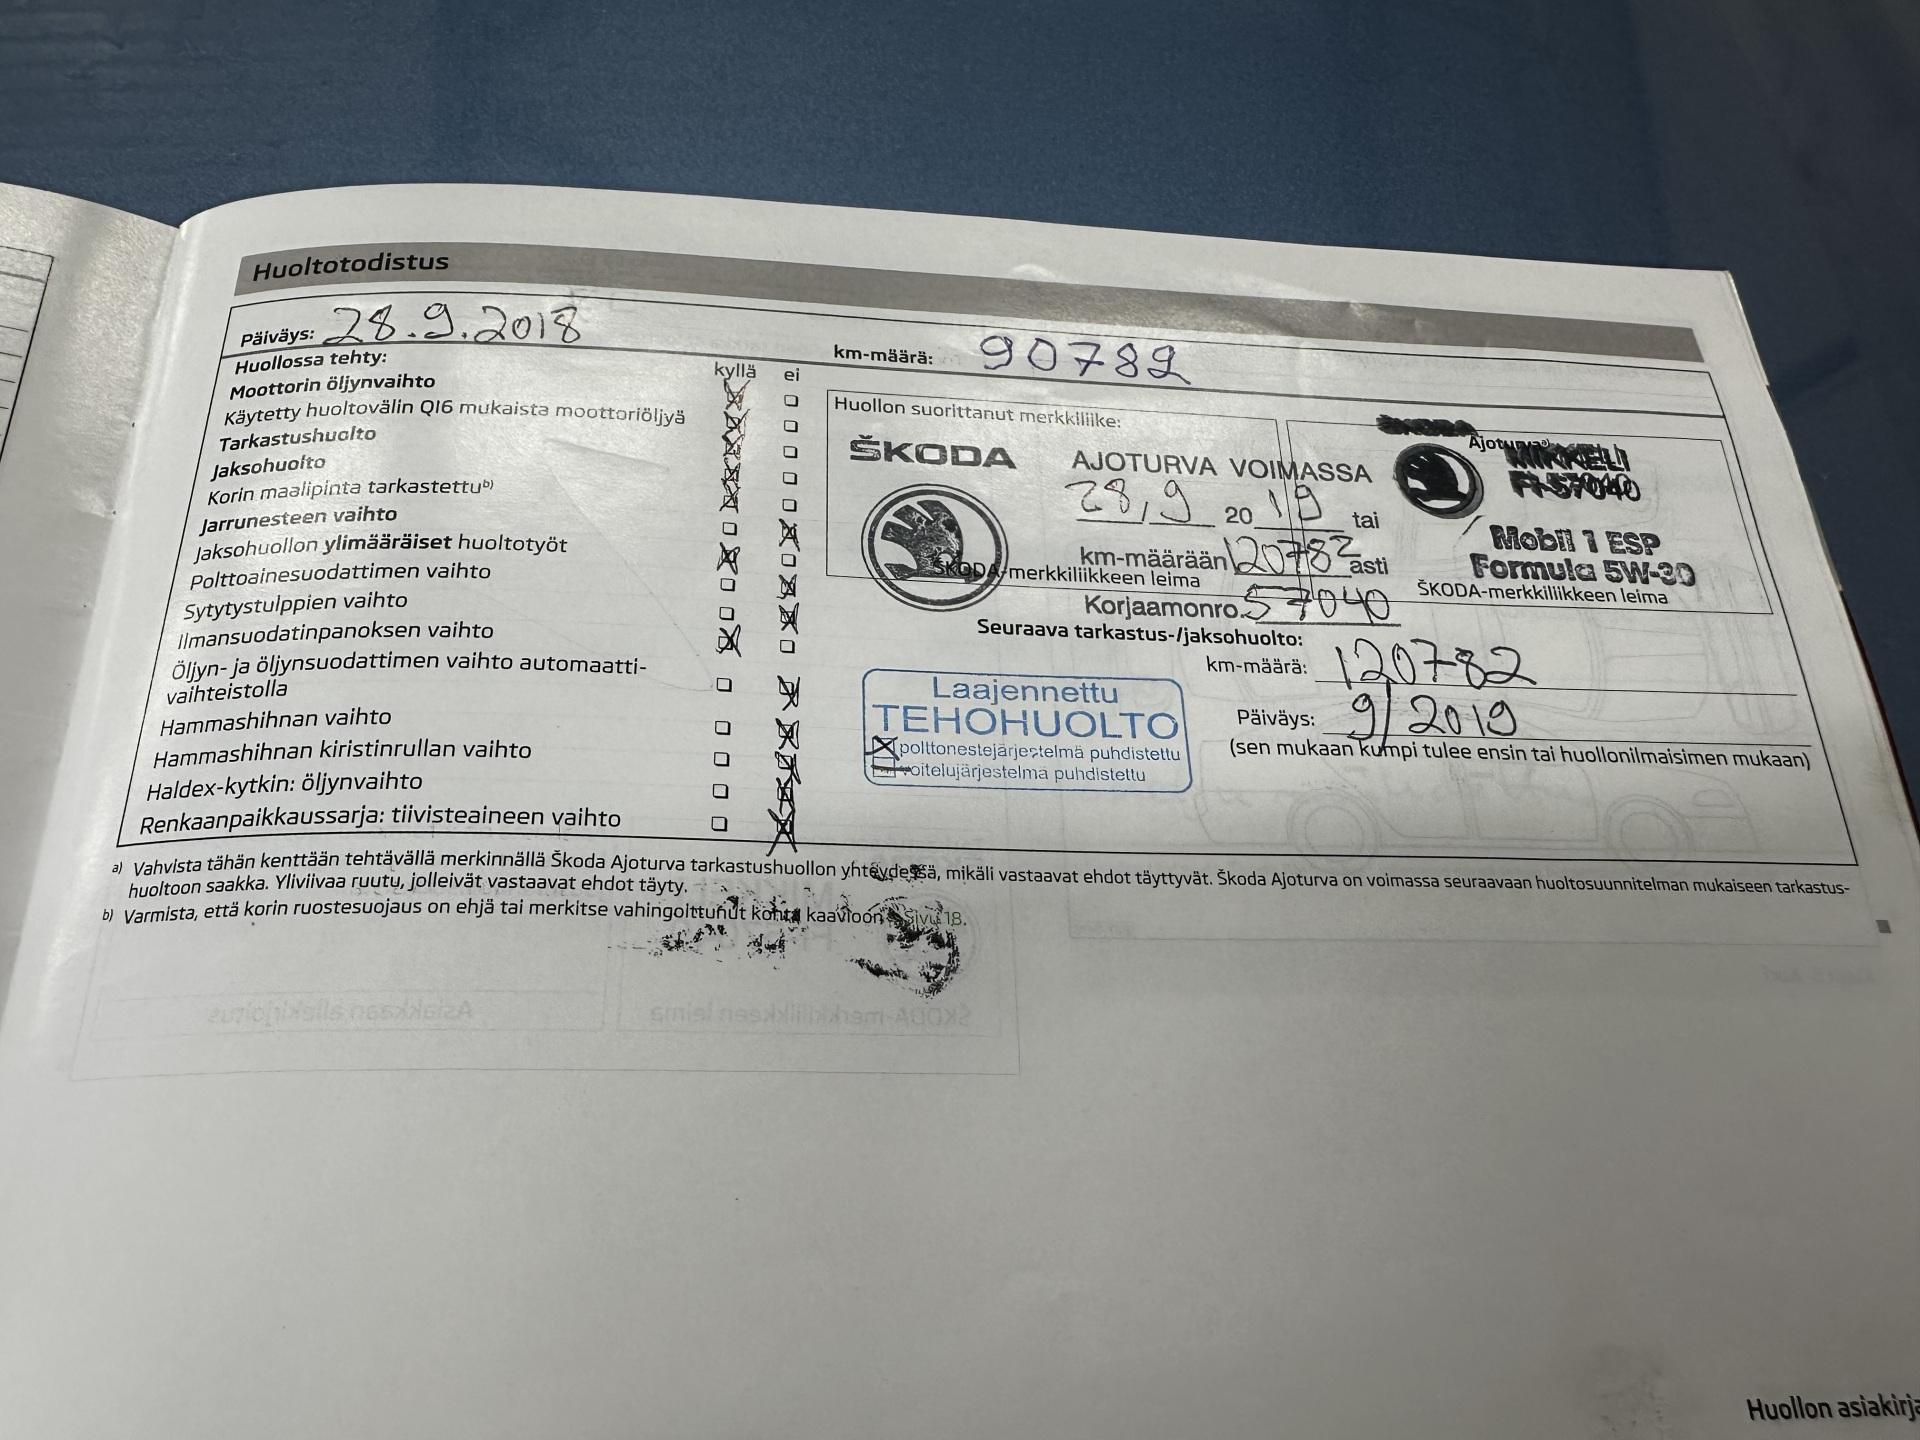 Huoltotodistus
Päiväys: 28.9.2018
km-määrä: 90782
Huollossa tehty:
kyllä ei
Moottorin öljynvaihto
Käytetty huoltovälin QI6 mukaista moottoriöljyä
Tarkastushuolto
Jaksohuolto
Korin maalipinta tarkastettu b)
Jarrunesteen vaihto
Jaksohuollon ylimääräiset huoltotyöt
Polttoainesuodattimen vaihto
Sytytystulppien vaihto
Ilmansuodatinpanoksen vaihto
Öljyn- ja öljynsuodattimen vaihto automaatti-
vaihteistolla
Hammashihnan vaihto
Hammashihnan kiristinrullan vaihto
Haldex-kytkin: öljynvaihto
Renkaanpaikkaussarja: tiivisteaineen vaihto
Huollon suorittanut merkkiliike:
ŠKODA
AJOTURVA VOIMASSA
28,9 2019 tai
km-määrään 120782 asti
ŠKODA-merkkiliikkeen leima
Korjaamonro. 57040
ŠKODA
Ajoturva a)
MIKKELI
FI-57040
Mobil 1 ESP
Formula 5W-30
ŠKODA-merkkiliikkeen leima
Seuraava tarkastus-/jaksohuolto:
km-määrä: 120782
Päiväys: 9/2019
(sen mukaan kumpi tulee ensin tai huollonilmaisimen mukaan)
Laajennettu
TEHOHUOLTO
polttonestejärjestelmä puhdistettu
voitelujärjestelmä puhdistettu
a) Vahvista tähän kenttään tehtävällä merkinnällä Škoda Ajoturva tarkastushuollon yhteydessä, mikäli vastaavat ehdot täyttyvät. Škoda Ajoturva on voimassa seuraavaan huoltosuunnitelman mukaiseen tarkastus-
huoltoon saakka. Yliviivaa ruutu, jolleivät vastaavat ehdot täyty.
b) Varmista, että korin ruostesuojaus on ehjä tai merkitse vahingoittunut kohta kaavioon Sivu 18.
Huollon asiakirja